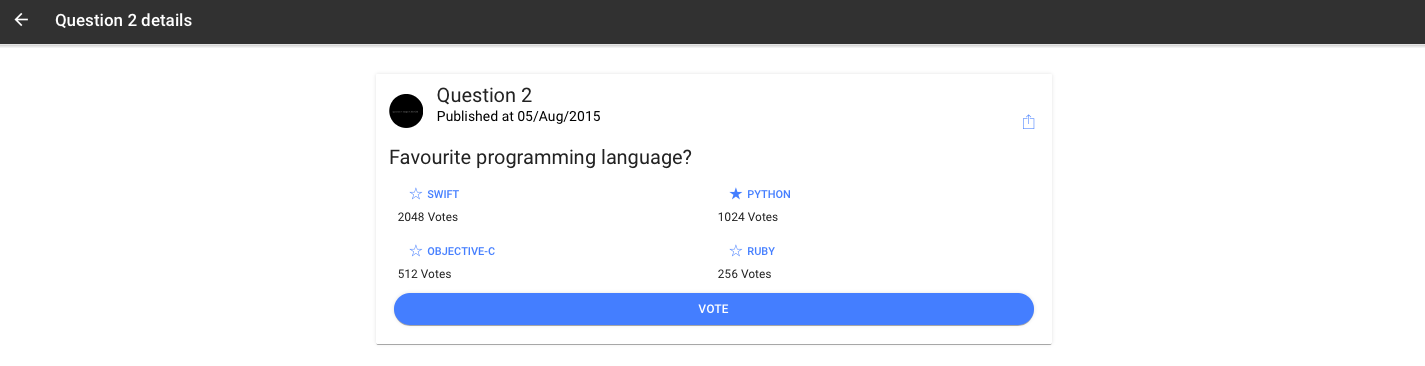 Question 2 details
Question 2
Published at 05/Aug/2015
Favourite programming language?
SWIFT
PYTHON
2048 Votes
1024 Votes
OBJECTIVE-C
RUBY
512 Votes
256 Votes
VOTE